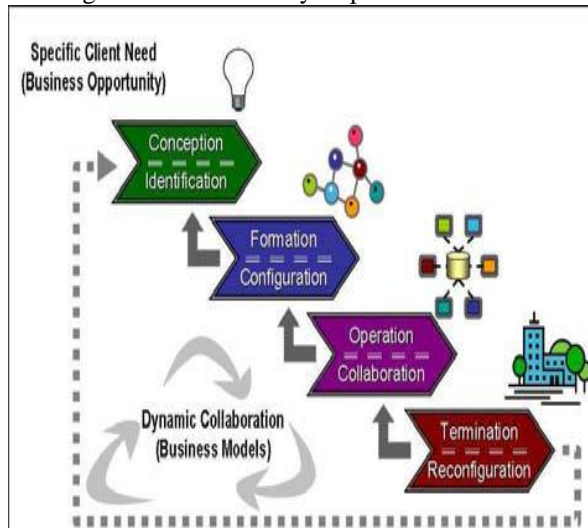 Specific Client Need
(Business Opportunity)
Conception
Identification
Formation
Configuration
Operation
Collaboration
Dynamic Collaboration
(Business Models)
Termination
Reconfiguration